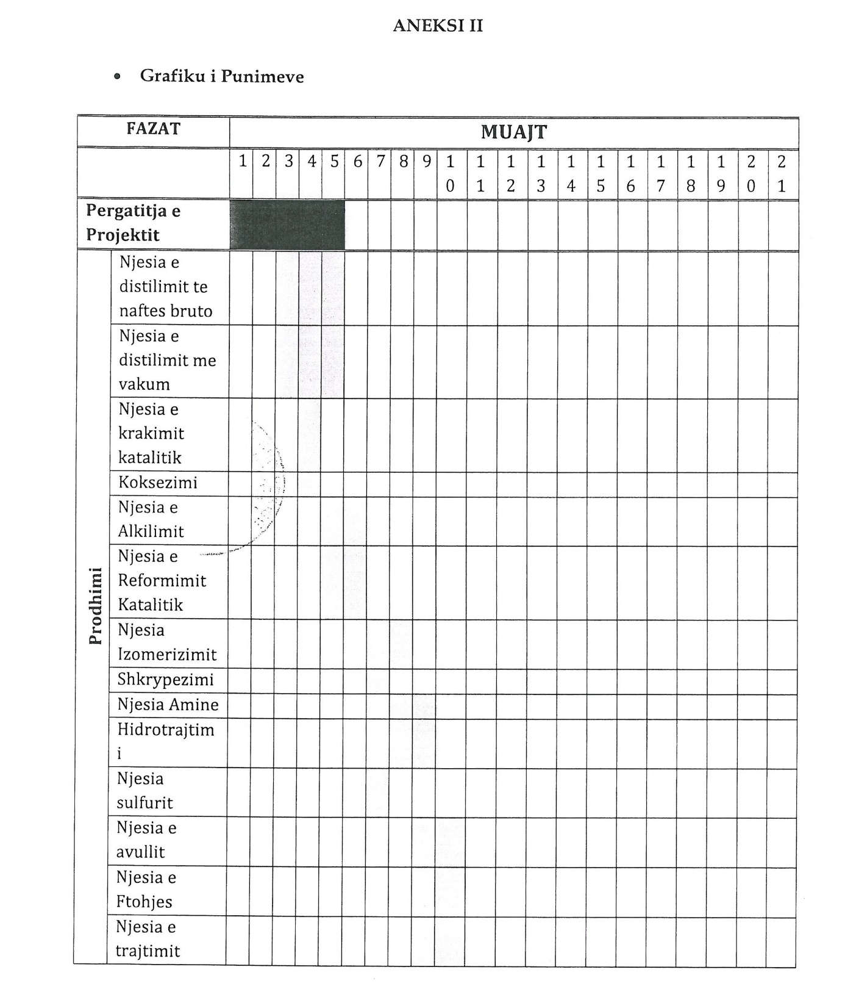 ANEKSI II
• Grafiku i Punimeve
FAZAT
MUAJT
1 2 3 4 5 6 7 8 9 10 11 12 13 14 15 16 17 18 19 20 21
Pergatitja e
Projektit
Prodhimi
Njesia e
distilimit te
naftes bruto
Njesia e
distilimit me
vakum
Njesia e
krakimit
katalitik
Koksezimi
Njesia e
Alkilimit
Njesia e
Reformimit
Katalitik
Njesia
Izomerizimit
Shkrypezimi
Njesia Amine
Hidrotrajtim
i
Njesia
sulfurit
Njesia e
avullit
Njesia e
Ftohjes
Njesia e
trajtimit